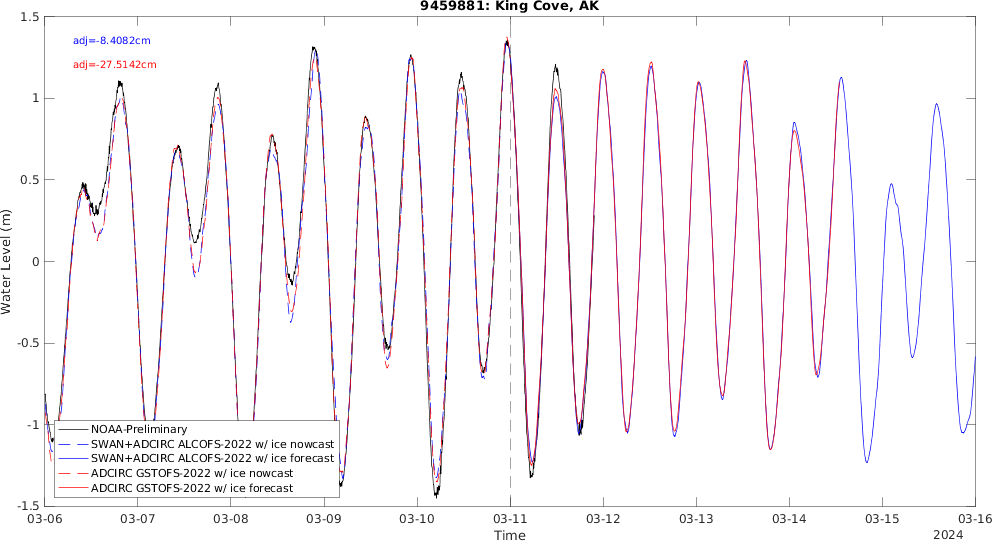 9459881: King Cove, AK
adj=-8.4082cm
adj=-27.5142cm
1.5
1
0.5
0
-0.5
-1
-1.5
Water Level (m)
NOAA-Preliminary
SWAN+ADCIRC ALCOFS-2022 w/ ice nowcast
SWAN+ADCIRC ALCOFS-2022 w/ ice forecast
ADCIRC GSTOFS-2022 w/ ice nowcast
ADCIRC GSTOFS-2022 w/ ice forecast
03-06 03-07 03-08 03-09 03-10 03-11 03-12 03-13 03-14 03-15 03-16
Time
2024